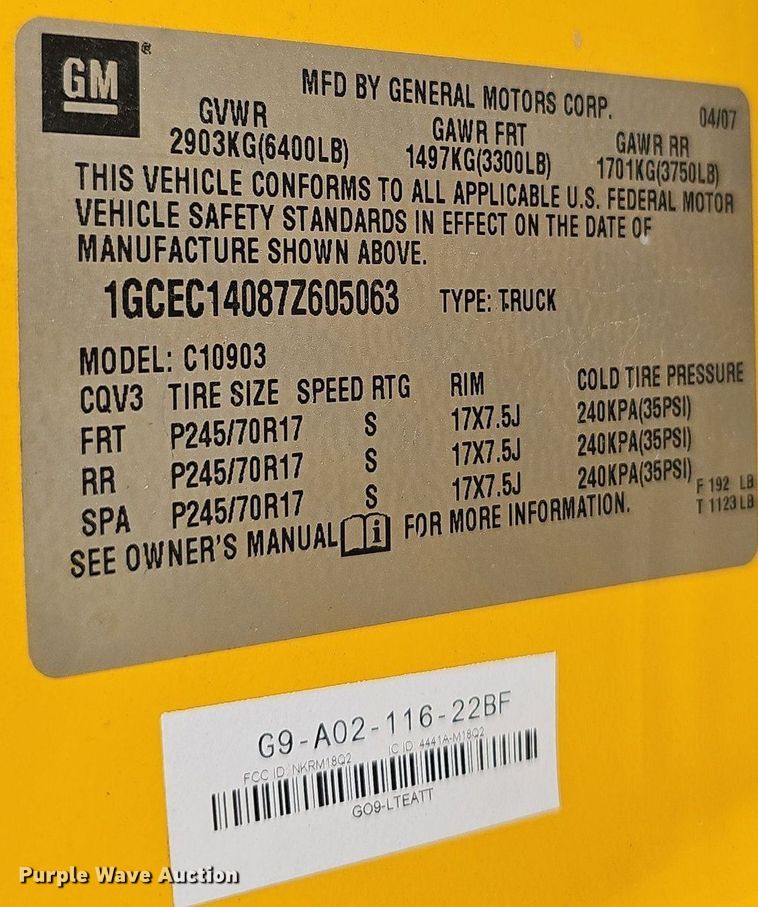 GM ®
MFD BY GENERAL MOTORS CORP. 04/07
GVWR GAWR FRT GAWR RR
2903KG(6400LB) 1497KG(3300LB) 1701KG(3750LB)
THIS VEHICLE CONFORMS TO ALL APPLICABLE U.S. FEDERAL MOTOR
VEHICLE SAFETY STANDARDS IN EFFECT ON THE DATE OF
MANUFACTURE SHOWN ABOVE.
1GCEC14087Z605063 TYPE: TRUCK
MODEL: C10903
CQV3 TIRE SIZE SPEED RTG RIM COLD TIRE PRESSURE
FRT P245/70R17 S 17X7.5J 240KPA(35PSI)
RR P245/70R17 S 17X7.5J 240KPA(35PSI)
SPA P245/70R17 S 17X7.5J 240KPA(35PSI)
F 192 LB
T 1123 LB
SEE OWNER'S MANUAL i FOR MORE INFORMATION.
G9-A02-116-22BF
FCC ID: NKRM18Q2 IC ID: 4441A-M18Q2
GO9-LTEATT
Purple Wave Auction